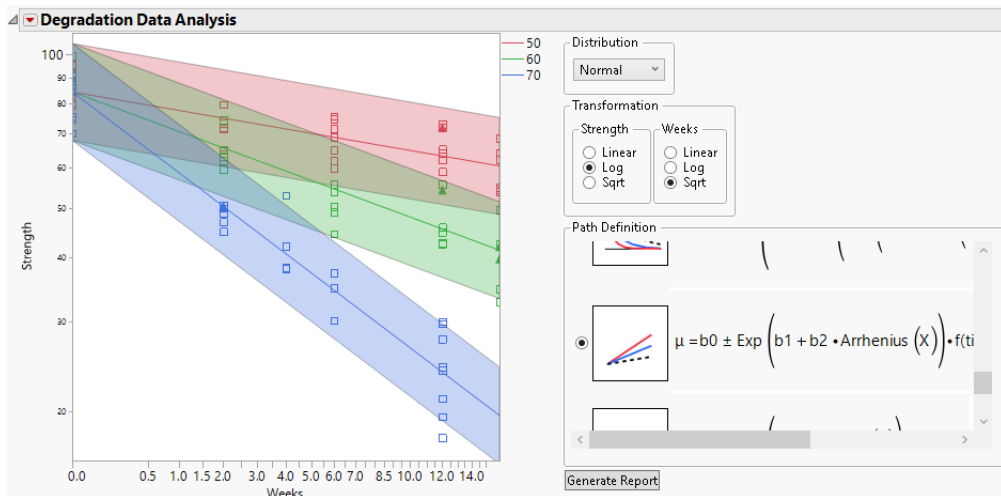 Degradation Data Analysis
100
90
80
70
60
50
40
30
20
Strength
0.0 0.5 1.0 1.5 2.0 3.0 4.0 5.0 6.0 7.0 8.5 10.0 12.0 14.0
Weeks
50
60
70
Distribution
Normal
Transformation
Strength Weeks
Linear Linear
Log Log
Sqrt Sqrt
Path Definition
μ = b0 ± Exp ( b1 + b2 • Arrhenius ( X ) ) • f(ti
Generate Report